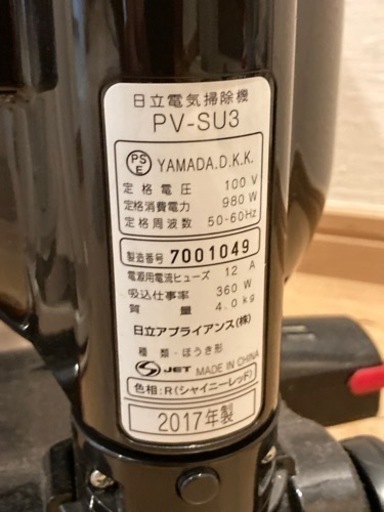 日立電気掃除機
PV-SU3
PS
E YAMADA.D.K.K.
定格電圧 100 V
定格消費電力 980W
定格周波数 50-60Hz
製造番号 7001049
電源用電流ヒューズ 12 A
吸込仕事率 360 W
質量 4.0kg
日立アプライアンス(株)
種類・ほうき形
S JET MADE IN CHINA
色相:R(シャイニーレッド)
2017年製